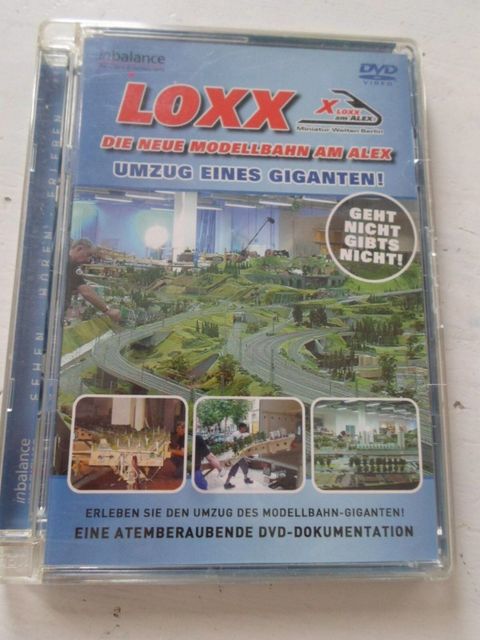 inbalance
DVD
VIDEO
LOXX
X LOXX
am ALEX
Miniatur Welten Berlin
DIE NEUE MODELLBAHN AM ALEX
UMZUG EINES GIGANTEN!
GEHT
NICHT
GIBTS
NICHT!
SEHEN. HÖREN. ERLEBEN.
inbalance
ERLEBEN SIE DEN UMZUG DES MODELLBAHN-GIGANTEN!
EINE ATEMBERAUBENDE DVD-DOKUMENTATION